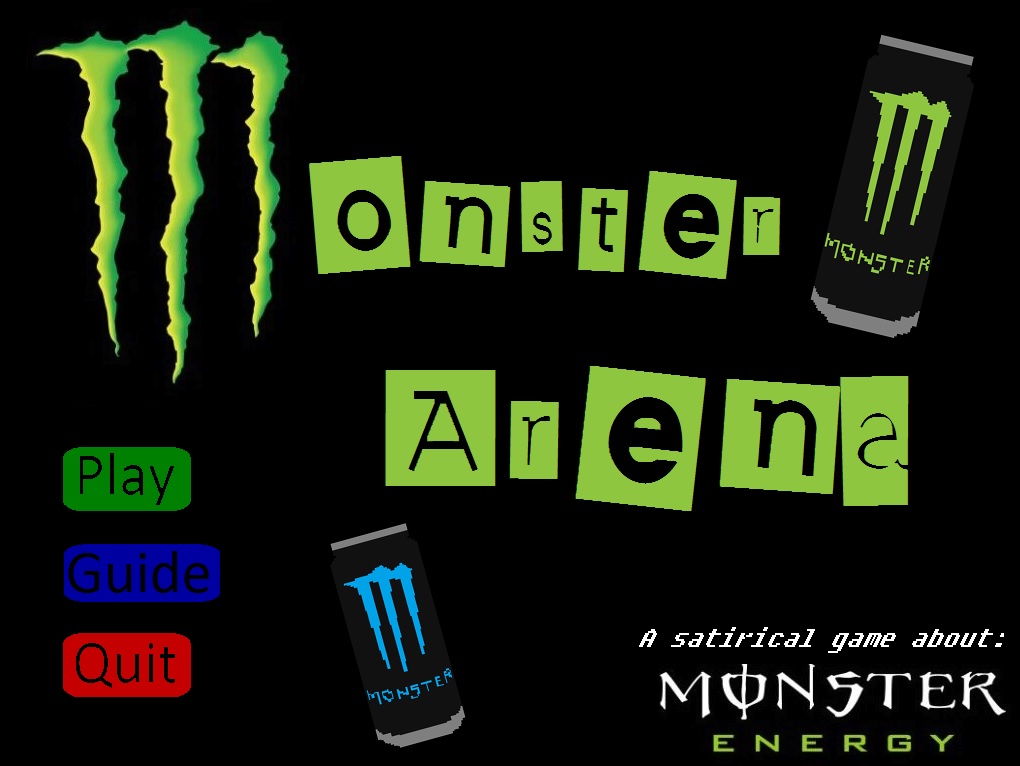 onster
MONSTER
Arena
Play
Guide
Quit
MONSTER
A satirical game about:
MONSTER
ENERGY